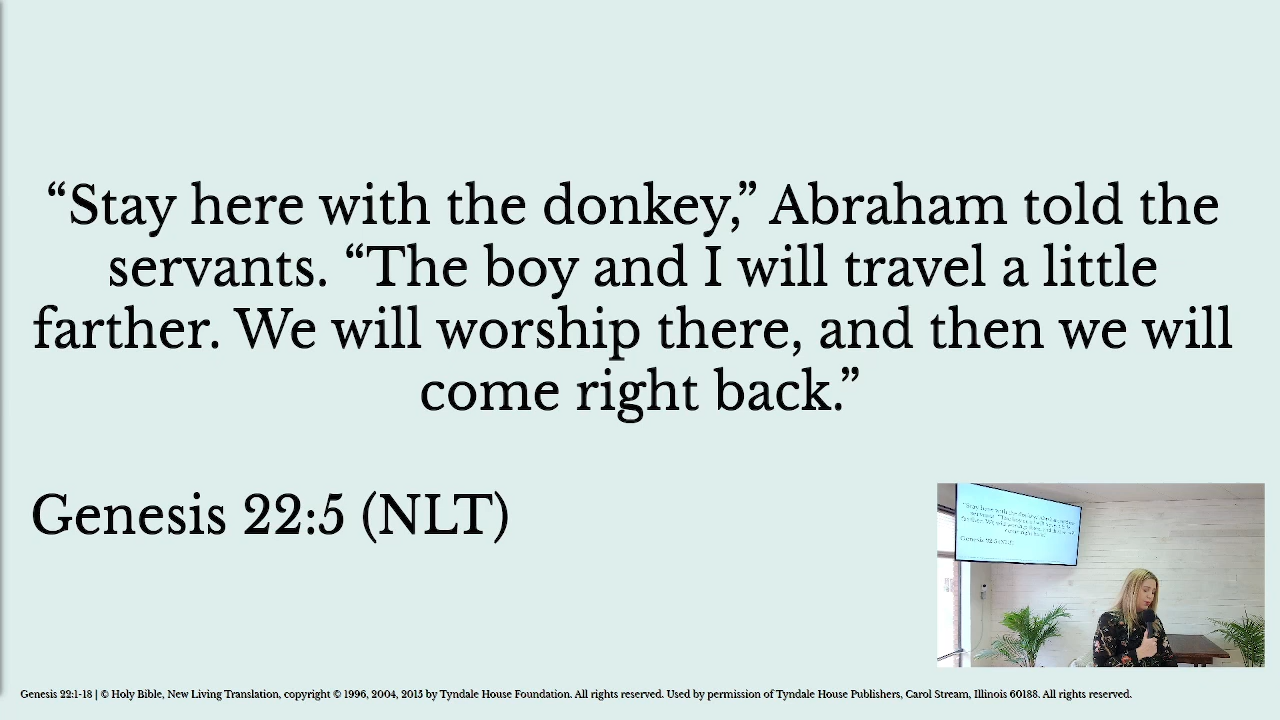 “Stay here with the donkey,” Abraham told the
servants. “The boy and I will travel a little
farther. We will worship there, and then we will
come right back.”
Genesis 22:5 (NLT)
Genesis 22:1-18 | © Holy Bible, New Living Translation, copyright © 1996, 2004, 2015 by Tyndale House Foundation. All rights reserved. Used by permission of Tyndale House Publishers, Carol Stream, Illinois 60188. All rights reserved.